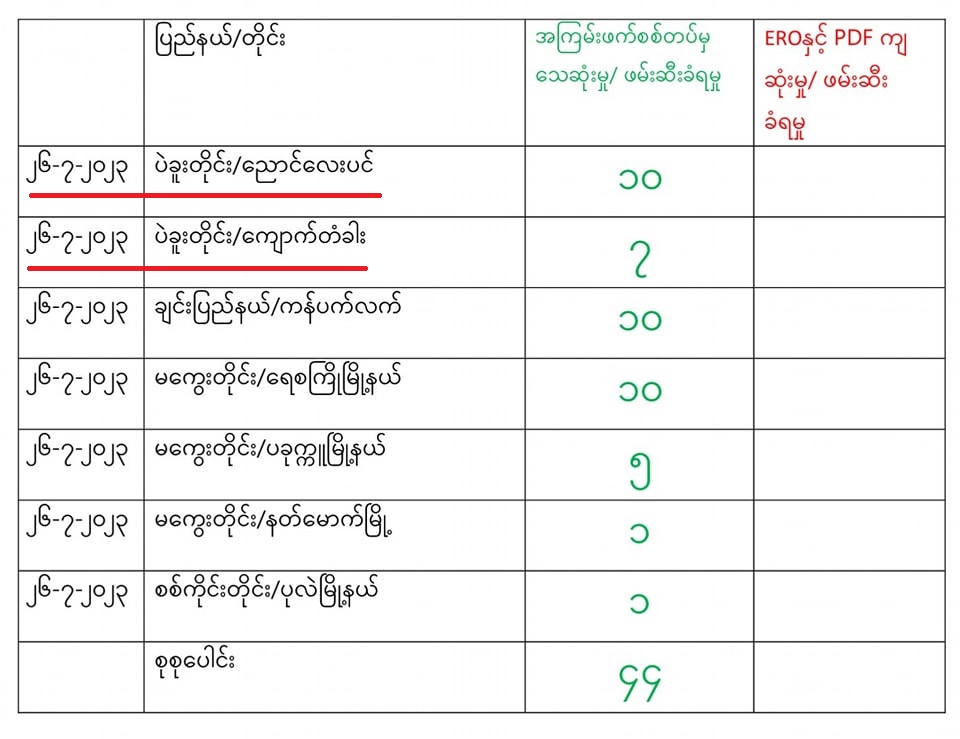 ပြည်နယ်/တိုင်း
အကြမ်းဖက်စစ်တပ်မှ
သေဆုံးမှု/ ဖမ်းဆီးခံရမှု
EROနှင့် PDF ကျ
ဆုံးမှု/ ဖမ်းဆီး
ခံရမှု
၂၆-၇-၂၀၂၃ ပဲခူးတိုင်း/ညောင်လေးပင် ၁၀
၂၆-၇-၂၀၂၃ ပဲခူးတိုင်း/ကျောက်တံခါး ၇
၂၆-၇-၂၀၂၃ ချင်းပြည်နယ်/ကန်ပက်လက် ၁၀
၂၆-၇-၂၀၂၃ မကွေးတိုင်း/ရေစကြိုမြို့နယ် ၁၀
၂၆-၇-၂၀၂၃ မကွေးတိုင်း/ပခုက္ကူမြို့နယ် ၅
၂၆-၇-၂၀၂၃ မကွေးတိုင်း/နတ်မောက်မြို့ ၁
၂၆-၇-၂၀၂၃ စစ်ကိုင်းတိုင်း/ပုလဲမြို့နယ် ၁
စုစုပေါင်း ၄၄